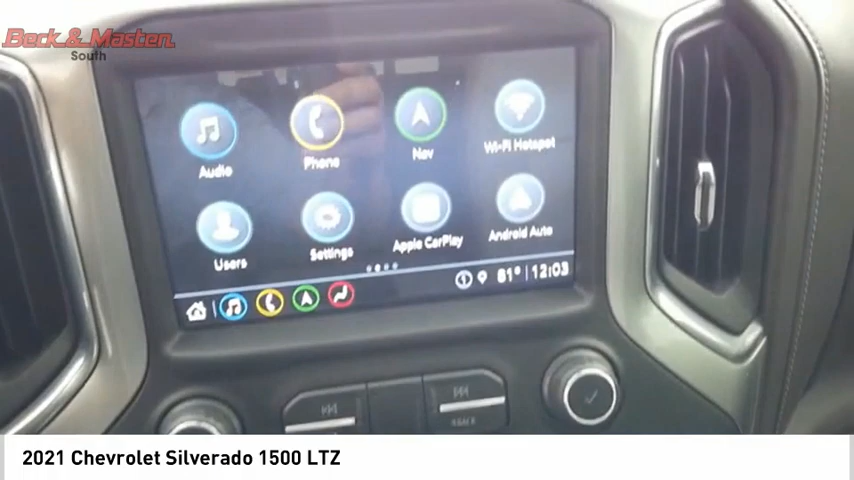 Beck & Masten
South
Audio
Phone
Nav
Wi-Fi Hotspot
Users
Settings
Apple CarPlay
Android Auto
81° 12:03
BACK
2021 Chevrolet Silverado 1500 LTZ